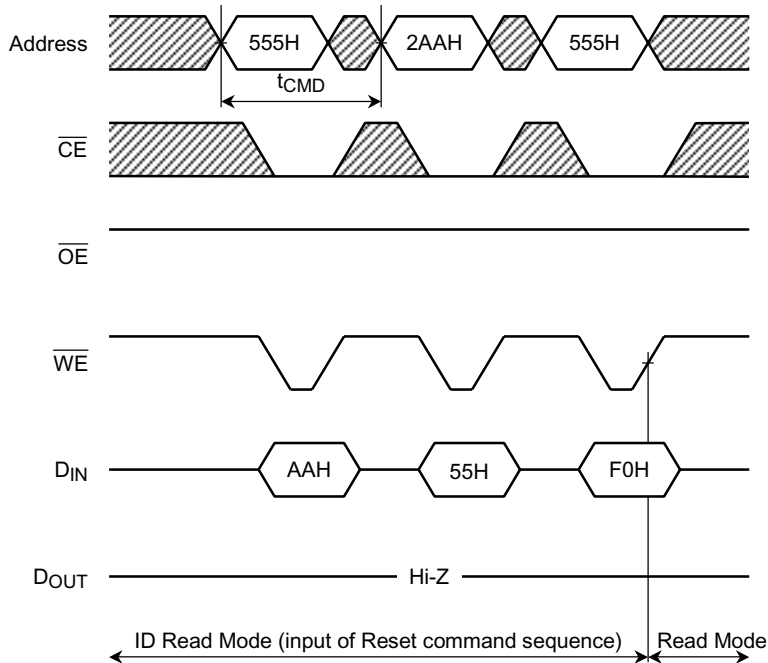 Address 555H 2AAH 555H
tCMD
CE
OE
WE
DIN AAH 55H F0H
DOUT Hi-Z
ID Read Mode (input of Reset command sequence) Read Mode